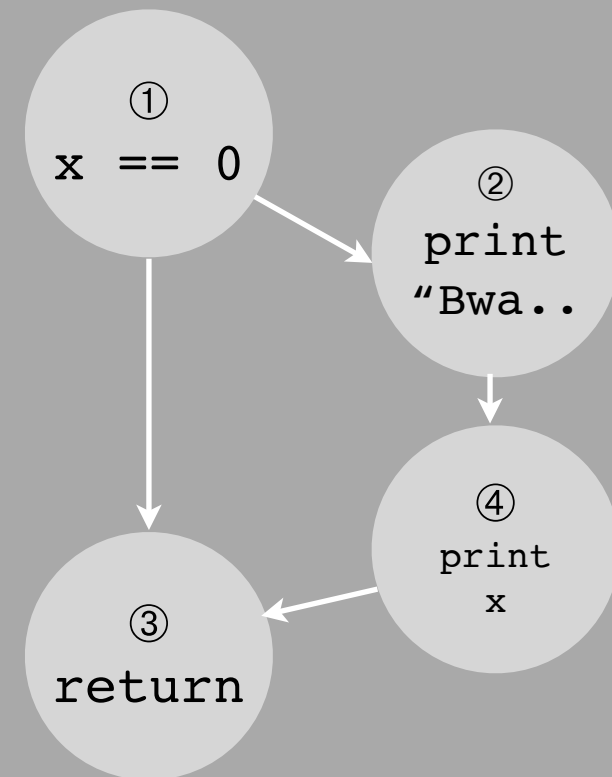 ①
x == 0
②
print
“Bwa..
④
print
x
③
return